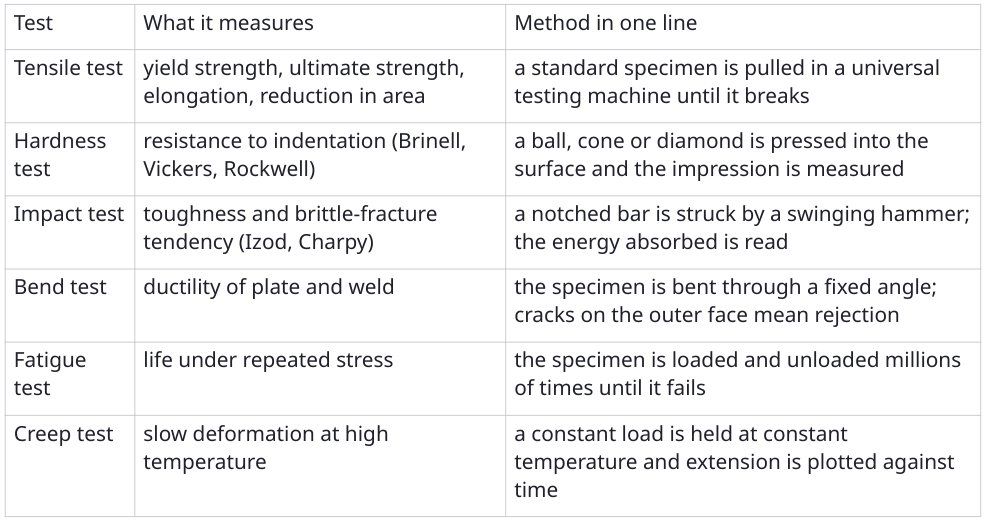 Test
What it measures
Method in one line
Tensile test
yield strength, ultimate strength,
elongation, reduction in area
a standard specimen is pulled in a universal
testing machine until it breaks
Hardness
test
resistance to indentation (Brinell,
Vickers, Rockwell)
a ball, cone or diamond is pressed into the
surface and the impression is measured
Impact test
toughness and brittle-fracture
tendency (Izod, Charpy)
a notched bar is struck by a swinging hammer;
the energy absorbed is read
Bend test
ductility of plate and weld
the specimen is bent through a fixed angle;
cracks on the outer face mean rejection
Fatigue
test
life under repeated stress
the specimen is loaded and unloaded millions
of times until it fails
Creep test
slow deformation at high
temperature
a constant load is held at constant
temperature and extension is plotted against
time